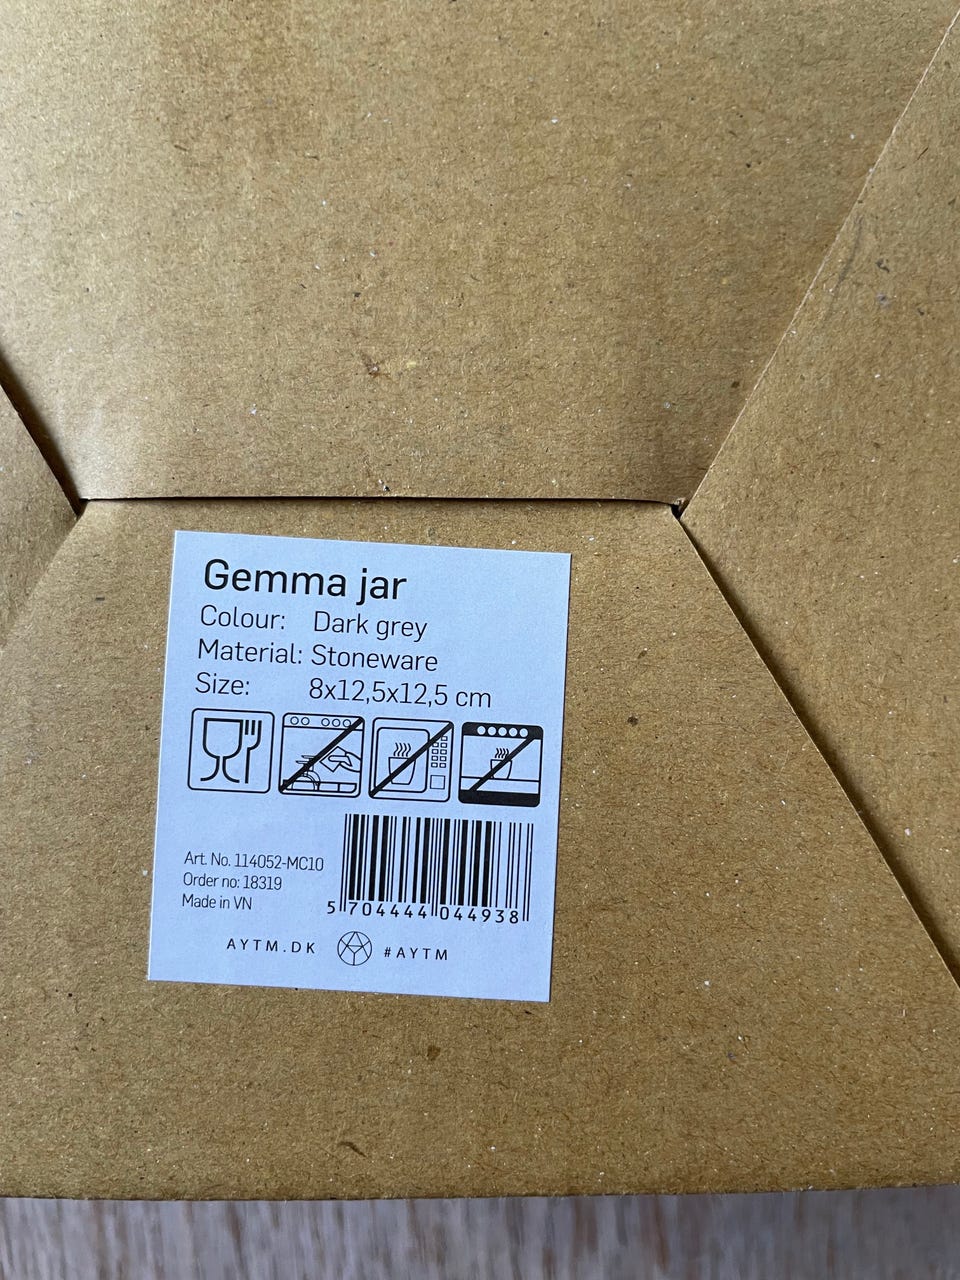 Gemma jar
Colour: Dark grey
Material: Stoneware
Size: 8x12,5x12,5 cm
Art. No. 114052-MC10
Order no: 18319
Made in VN
5 704444 044938
AYTM.DK #AYTM